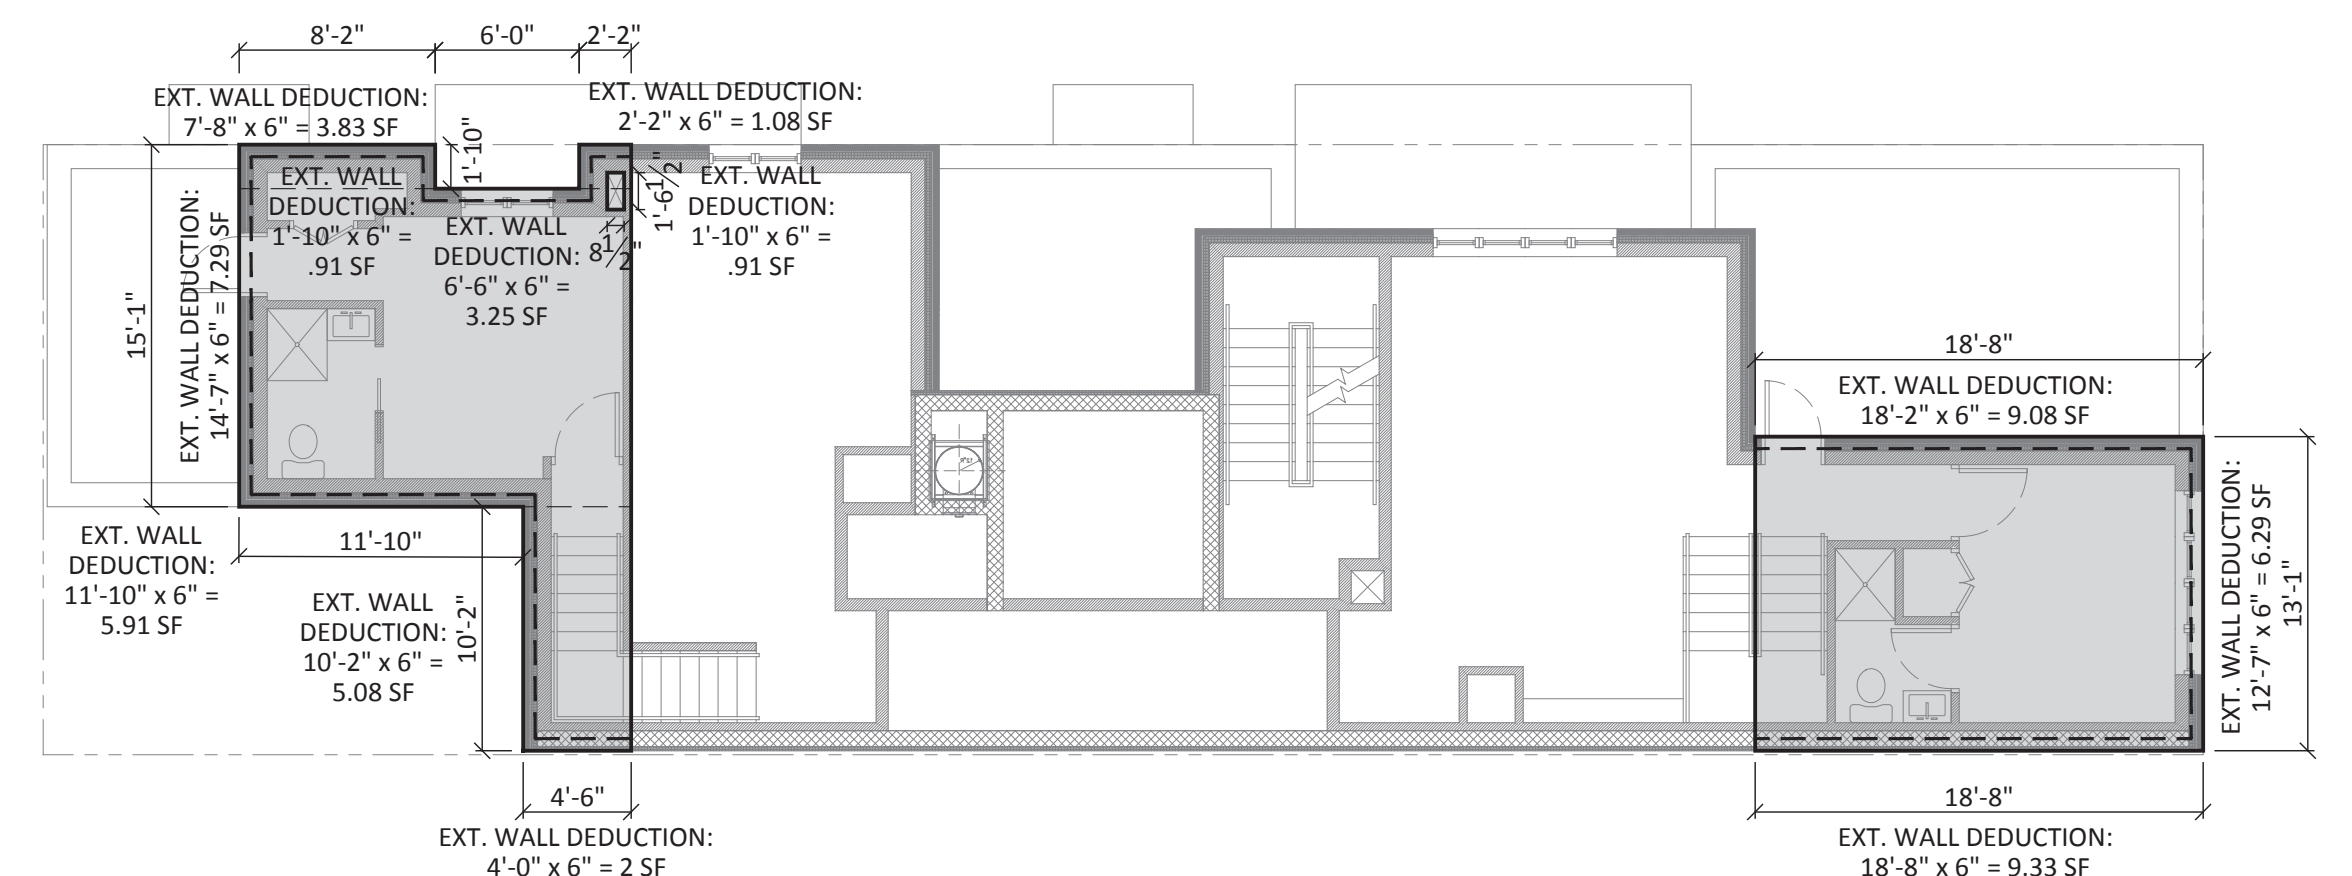 8'-2"
6'-0"
2'-2"
EXT. WALL DEDUCTION:
7'-8" x 6" = 3.83 SF
EXT. WALL DEDUCTION:
2'-2" x 6" = 1.08 SF
1'-10"
EXT. WALL
DEDUCTION:
1'-10" x 6" =
.91 SF
EXT. WALL
DEDUCTION:
6'-6" x 6" =
3.25 SF
1'-6 1/2"
8 1/2"
EXT. WALL
DEDUCTION:
1'-10" x 6" =
.91 SF
15'-1"
EXT. WALL DEDUCTION:
14'-7" x 6" = 7.29 SF
EXT. WALL
DEDUCTION:
11'-10" x 6" =
5.91 SF
11'-10"
EXT. WALL
DEDUCTION:
10'-2" x 6" =
5.08 SF
10'-2"
4'-6"
EXT. WALL DEDUCTION:
4'-0" x 6" = 2 SF
18'-8"
EXT. WALL DEDUCTION:
18'-2" x 6" = 9.08 SF
EXT. WALL DEDUCTION:
12'-7" x 6" = 6.29 SF
13'-1"
18'-8"
EXT. WALL DEDUCTION:
18'-8" x 6" = 9.33 SF